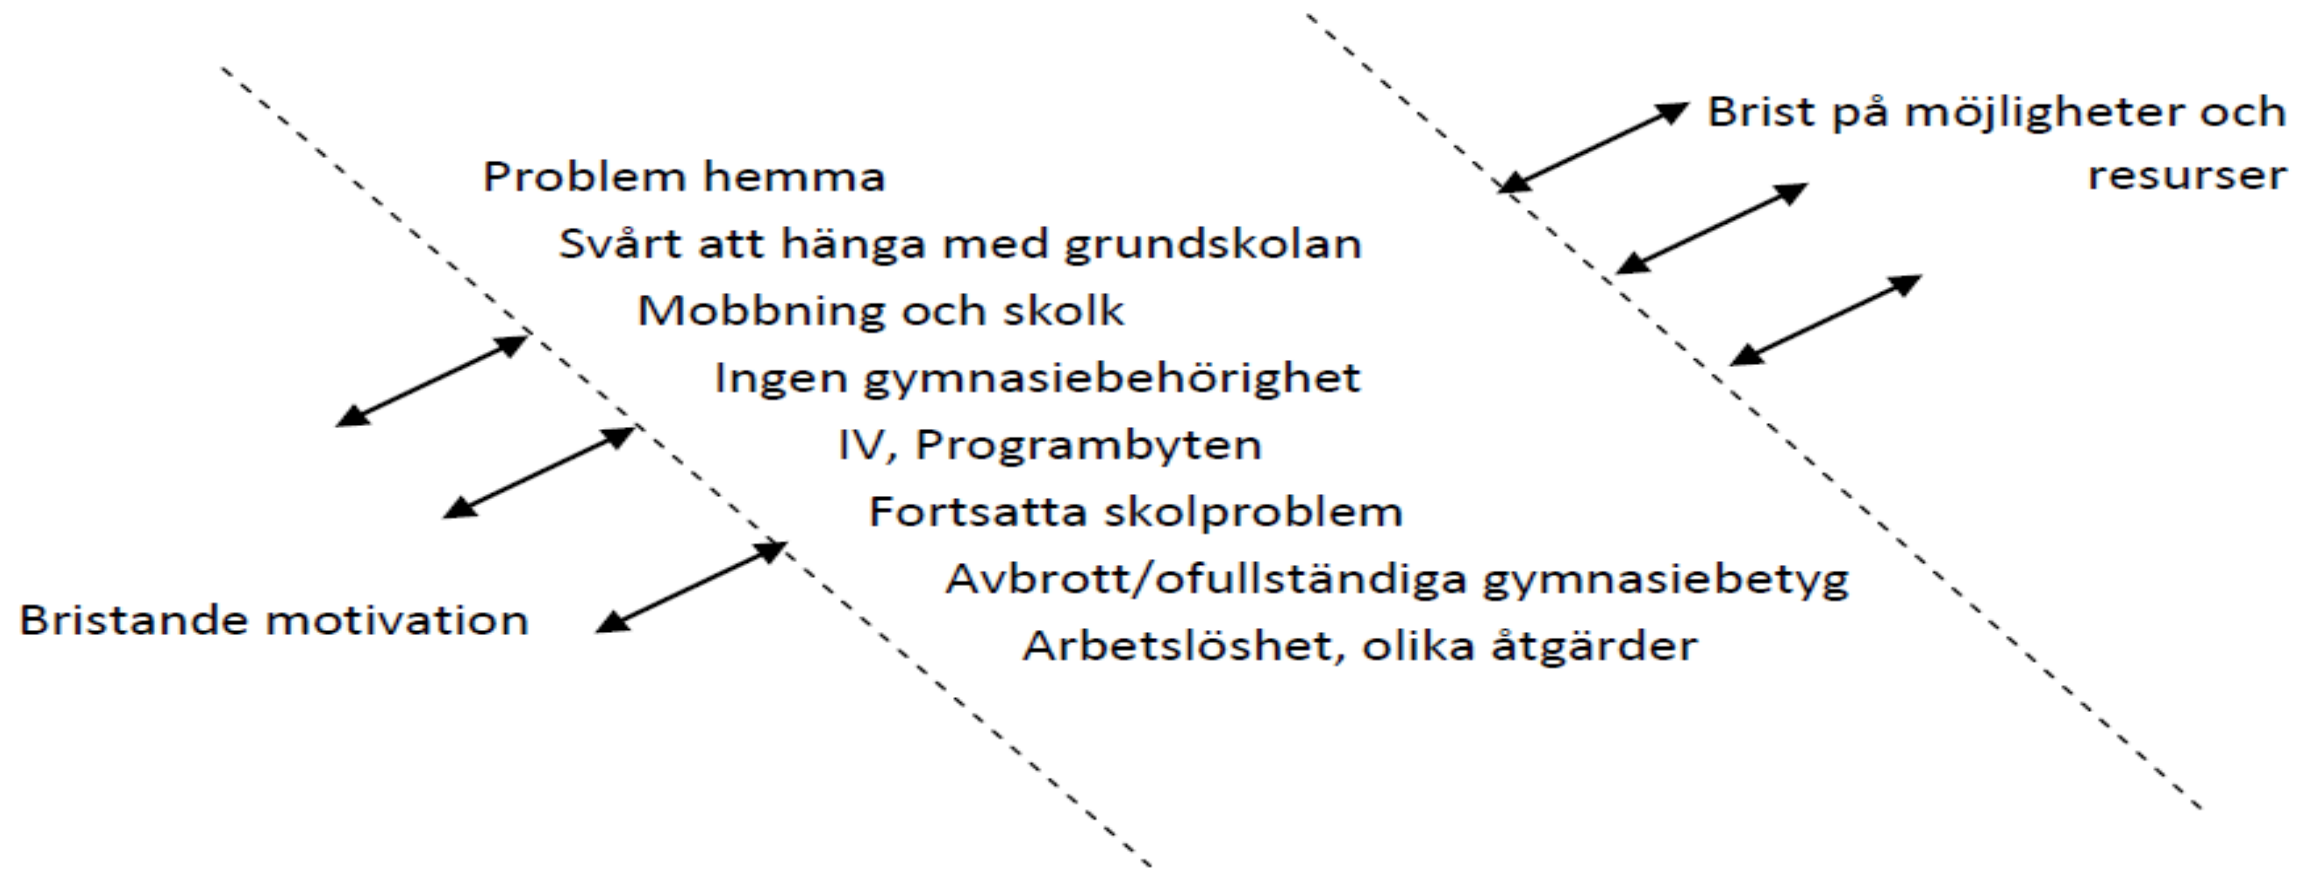 Brist på möjligheter och
resurser
Problem hemma
Svårt att hänga med grundskolan
Mobbning och skolk
Ingen gymnasiebehörighet
IV, Programbyten
Fortsatta skolproblem
Avbrott/ofullständiga gymnasiebetyg
Arbetslöshet, olika åtgärder
Bristande motivation